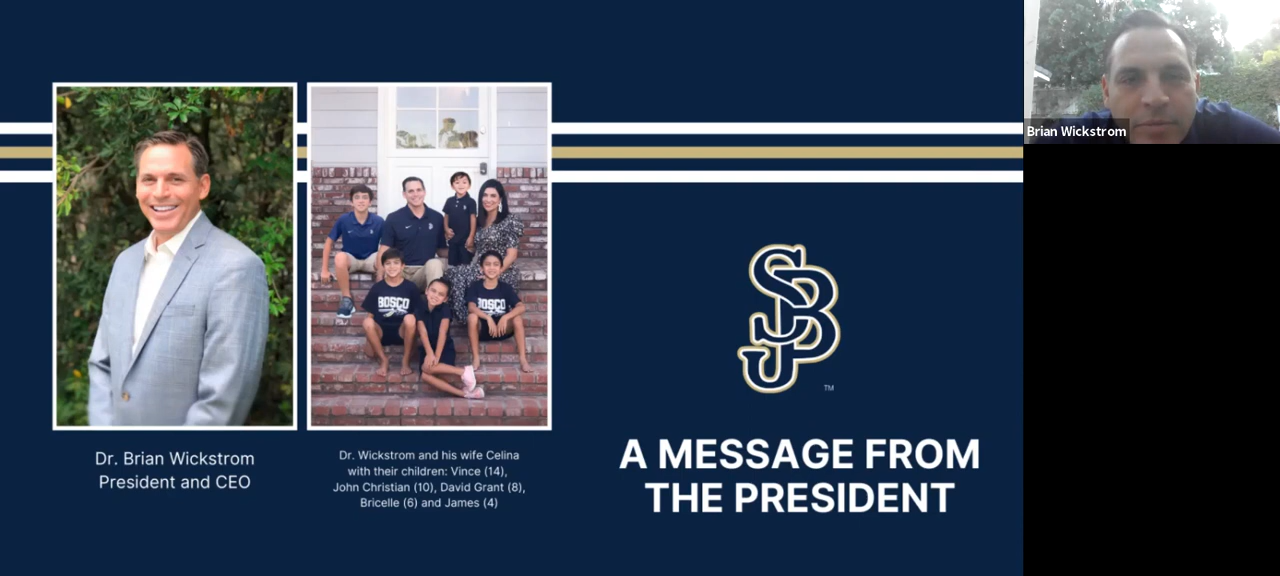 Brian Wickstrom
BOSCO
BOSCO
SJB
TM
Dr. Brian Wickstrom
President and CEO
Dr. Wickstrom and his wife Celina
with their children: Vince (14),
John Christian (10), David Grant (8),
Bricelle (6) and James (4)
A MESSAGE FROM
THE PRESIDENT